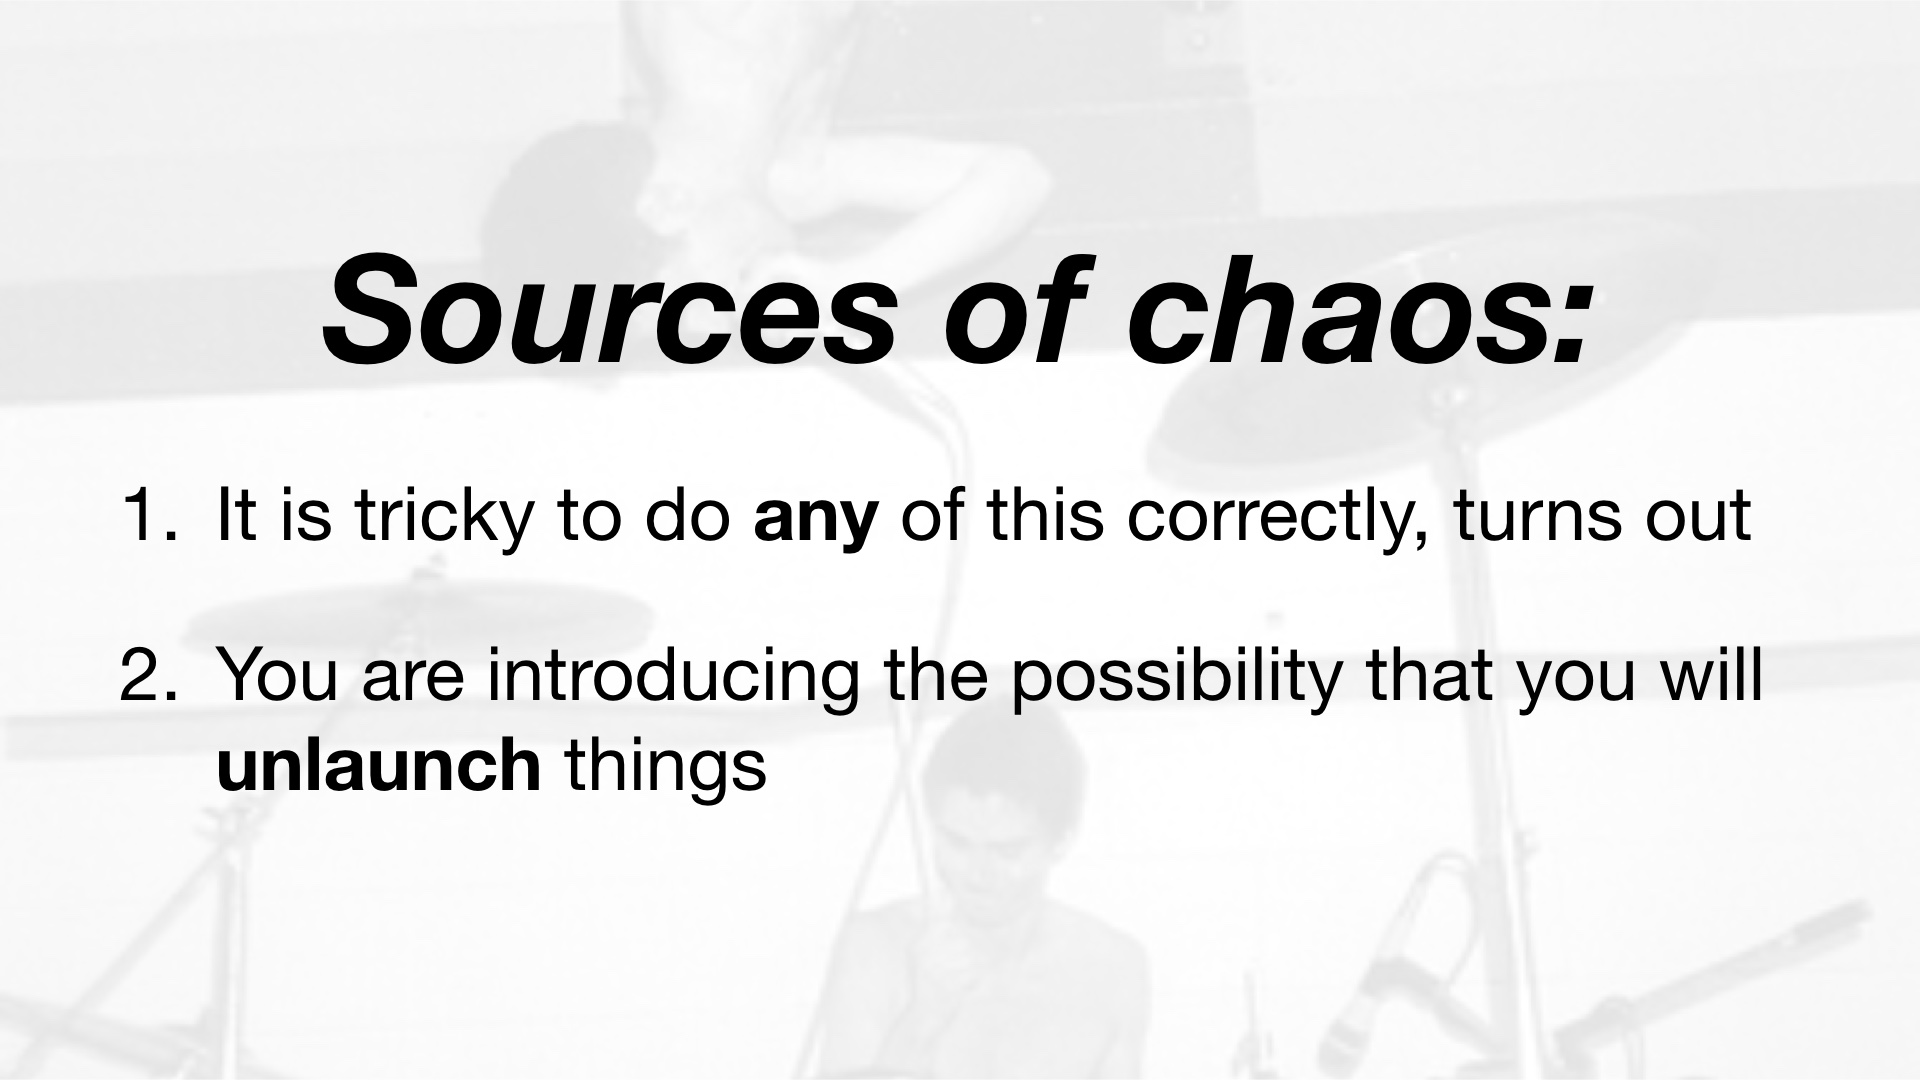 Sources of chaos:
1. It is tricky to do any of this correctly, turns out
2. You are introducing the possibility that you will
unlaunch things